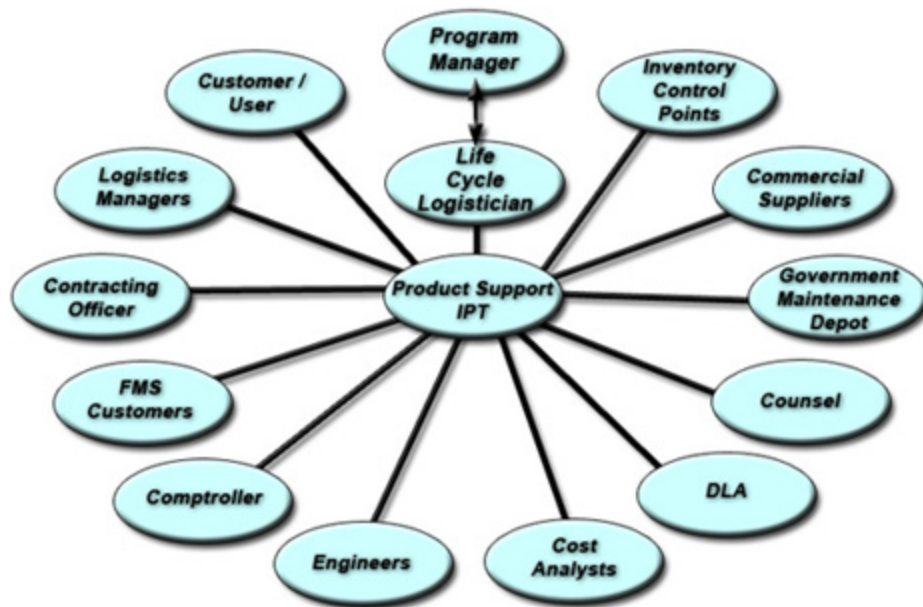 Program
Manager
Customer /
User
Inventory
Control
Points
Life
Cycle
Logistician
Logistics
Managers
Commercial
Suppliers
Contracting
Officer
Product Support
IPT
Government
Maintenance
Depot
FMS
Customers
Counsel
Comptroller
DLA
Engineers
Cost
Analysts